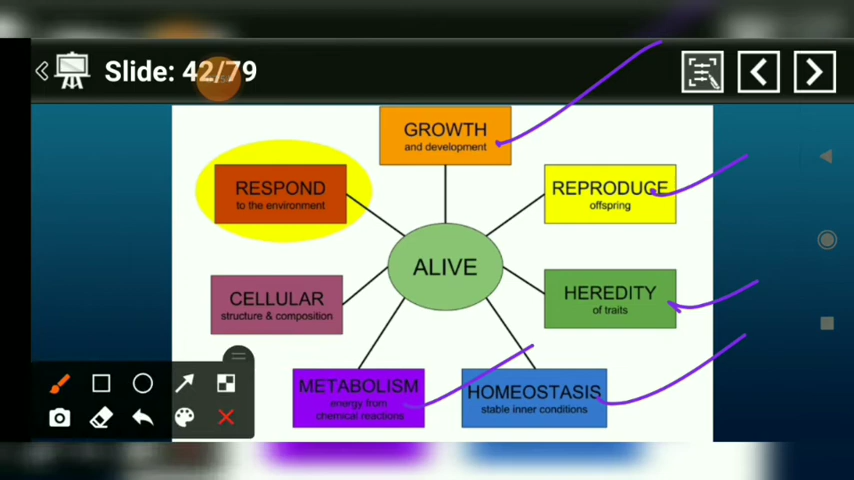 Slide: 42/79
GROWTH
and development
RESPOND
to the environment
REPRODUCE
offspring
ALIVE
CELLULAR
structure & composition
HEREDITY
of traits
METABOLISM
energy from
chemical reactions
HOMEOSTASIS
stable inner conditions